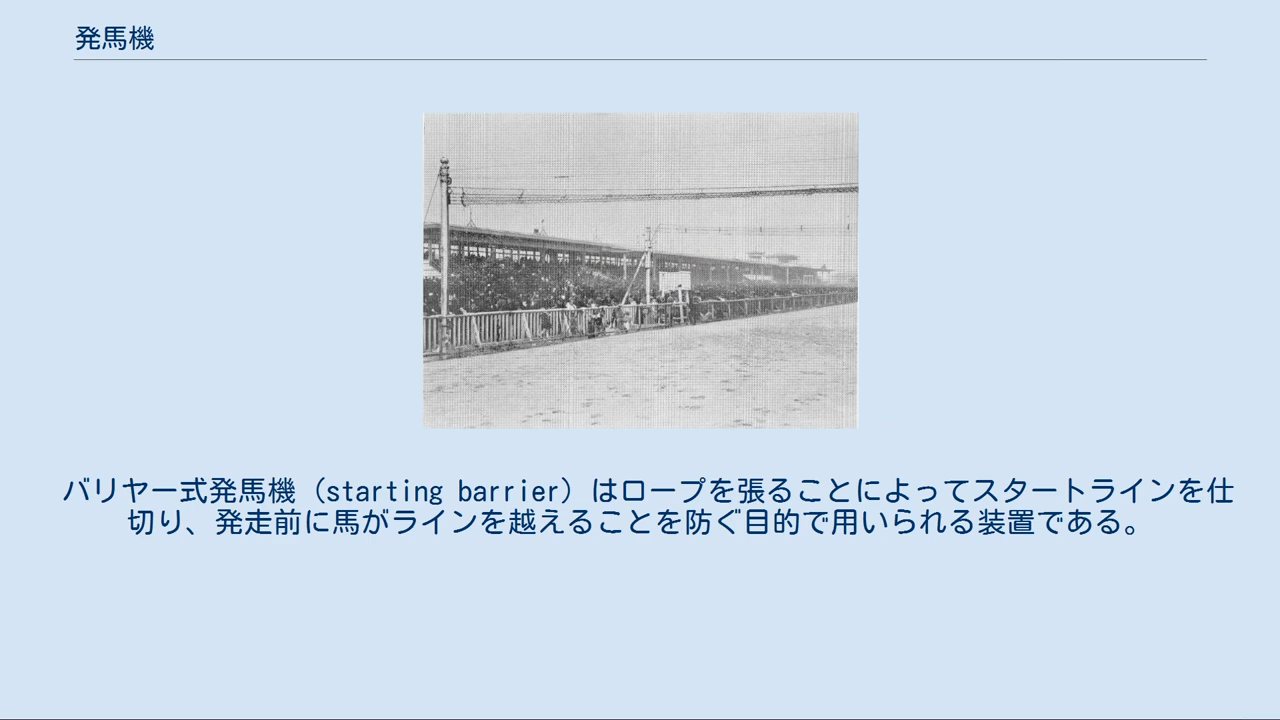 発馬機
バリヤー式発馬機（starting barrier）はロープを張ることによってスタートラインを仕
切り、発走前に馬がラインを越えることを防ぐ目的で用いられる装置である。